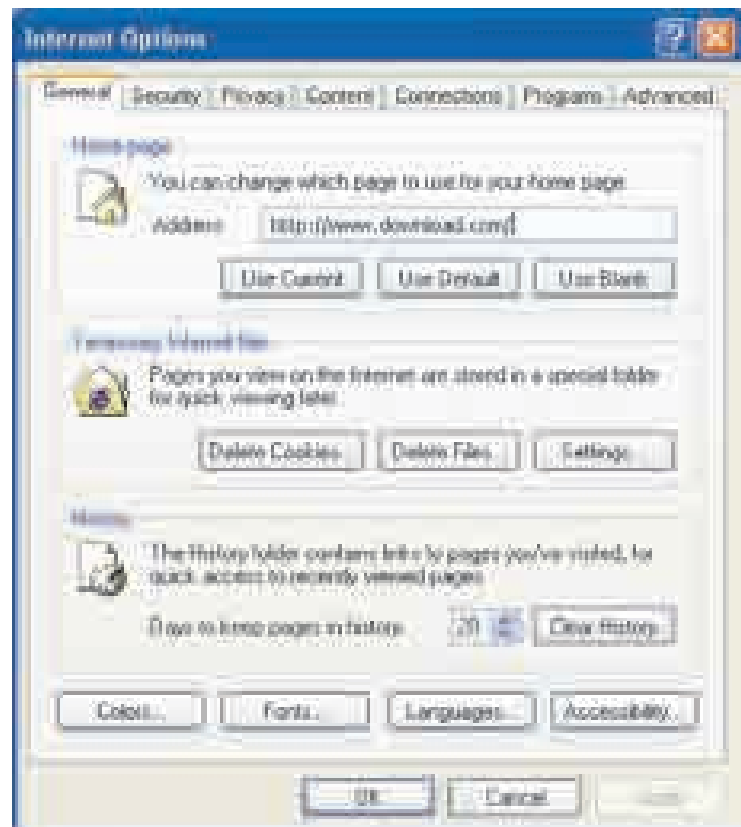 Internet Options
General Security Privacy Content Connections Programs Advanced
Home page
You can change which page to use for your home page.
Address: http://www.download.com/
Use Current Use Default Use Blank
Temporary Internet files
Pages you view on the Internet are stored in a special folder
for quick viewing later.
Delete Cookies... Delete Files... Settings...
History
The History folder contains links to pages you've visited, for
quick access to recently viewed pages.
Days to keep pages in history: 20 Clear History
Colors... Fonts... Languages... Accessibility...
OK Cancel